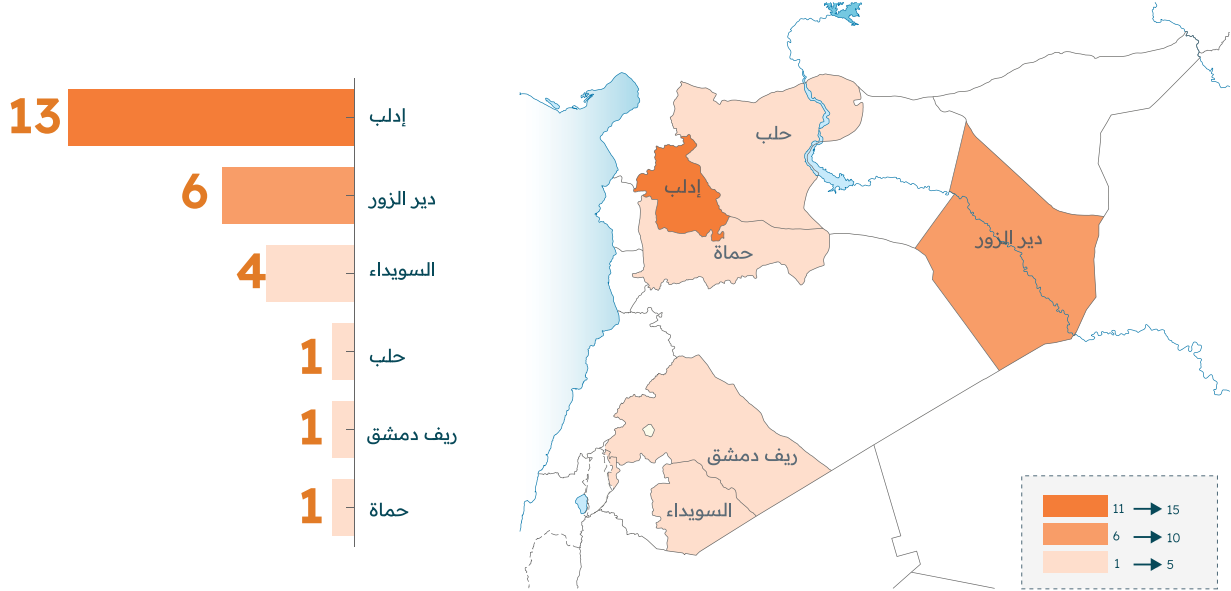 13 إدلب
6 دير الزور
4 السويداء
1 حلب
1 ريف دمشق
1 حماة
حلب
إدلب
حماة
دير الزور
ريف دمشق
السويداء
11 → 15
6 → 10
1 → 5